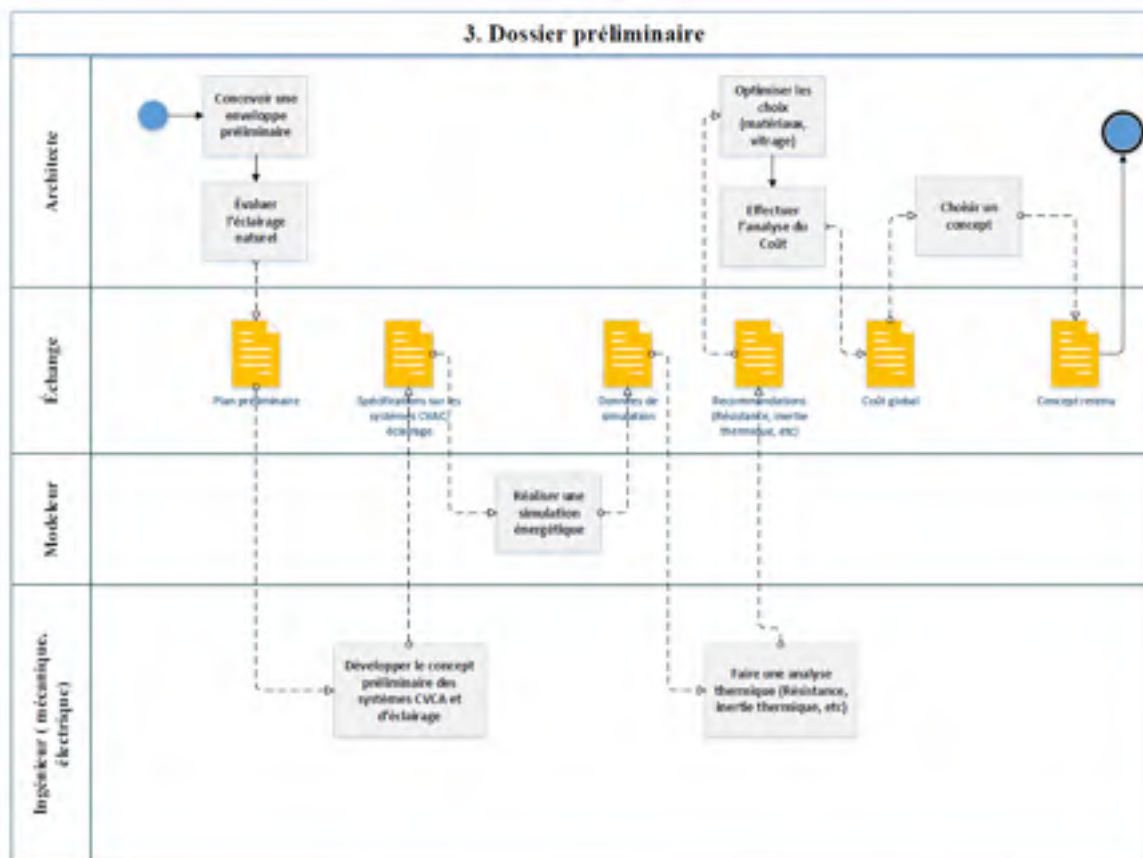 3. Dossier préliminaire
Architecte
Concevoir une
enveloppe
préliminaire
Évaluer
l'éclairage
naturel
Optimiser les
choix
(matériaux,
vitrage)
Effectuer
l'analyse du
Coût
Choisir un
concept
Échange
Plan préliminaire
Spécifications sur les
systèmes CVAC/
éclairage
Données de
simulation
Recommandations
(Résistance, inertie
thermique, etc)
Coût global
Concept retenu
Modeleur
Réaliser une
simulation
énergétique
Ingénieur ( mécanique,
électrique)
Développer le concept
préliminaire des
systèmes CVCA et
d'éclairage
Faire une analyse
thermique (Résistance,
inertie thermique, etc)